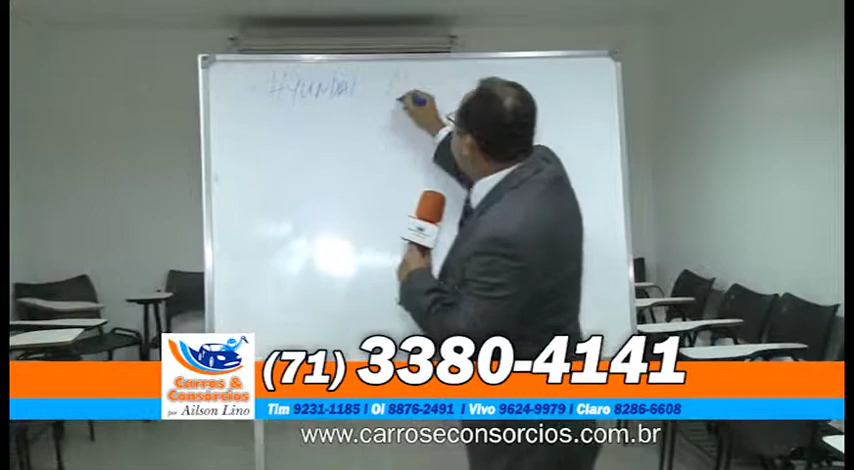 HYUNDAI
(71) 3380-4141
Carros &
Consórcios
por Ailson Lino
Tim 9231-1185 | Oi 8876-2491 | Vivo 9624-9979 | Claro 8286-6608
www.carroseconsorcios.com.br